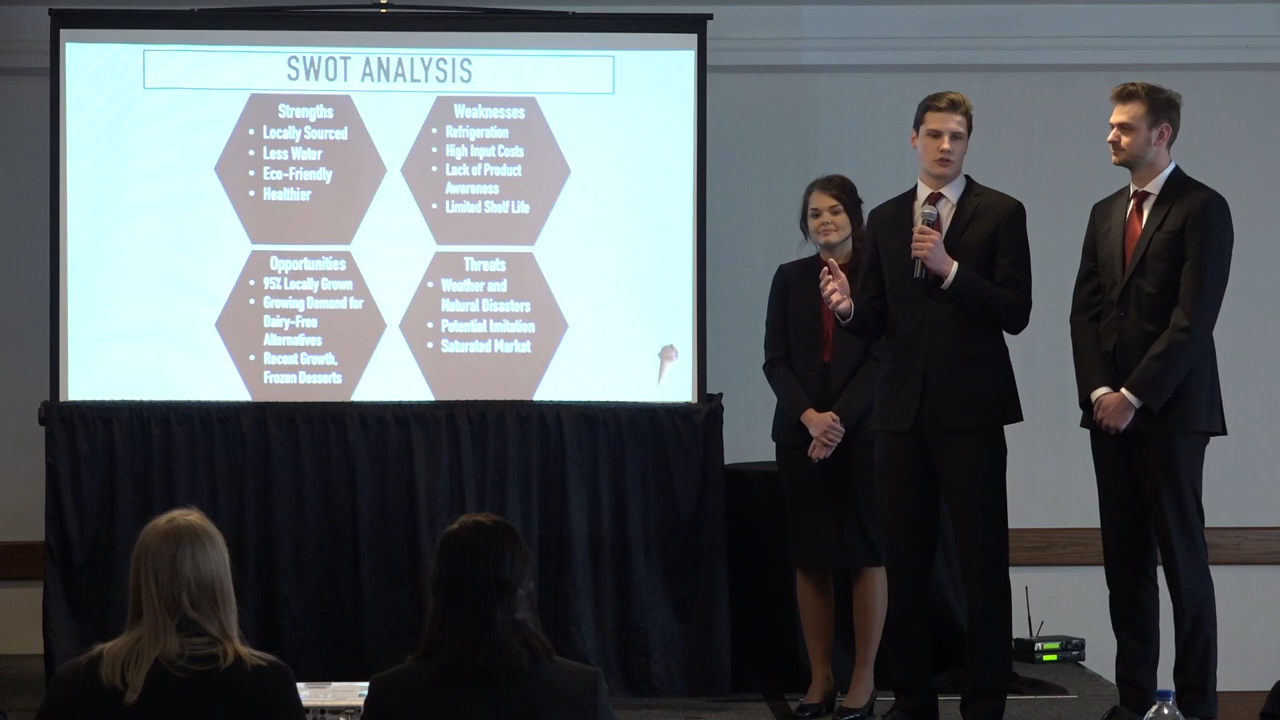 SWOT ANALYSIS
Strengths
• Locally Sourced
• Less Water
• Eco-Friendly
• Healthier
Weaknesses
• Refrigeration
• High Input Costs
• Lack of Product
Awareness
• Limited Shelf Life
Opportunities
• 95% Locally Grown
• Growing Demand for
Dairy-Free
Alternatives
• Recent Growth,
Frozen Desserts
Threats
• Weather and
Natural Disasters
• Potential Imitation
• Saturated Market